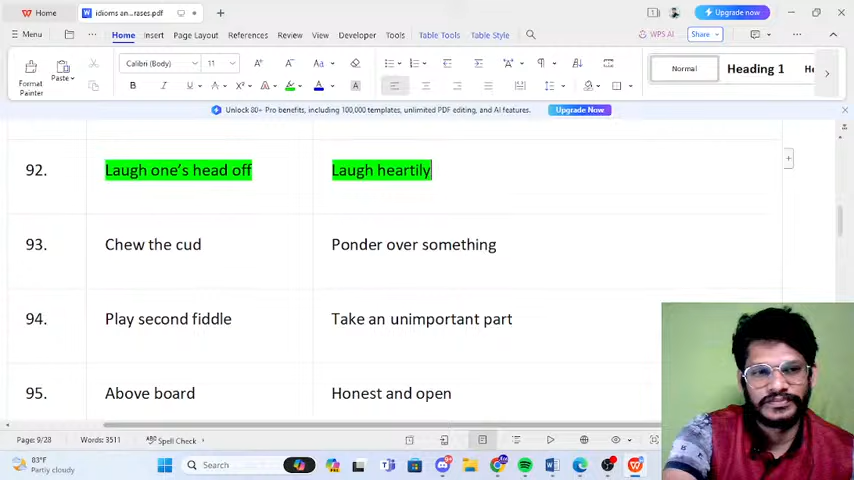 Home
idioms an...rases.pdf
Upgrade now
Menu
Home Insert Page Layout References Review View Developer Tools Table Tools Table Style
WPS AI
Share
Format Painter
Paste
Calibri (Body) 11
Normal
Heading 1
Unlock 80+ Pro benefits, including 100,000 templates, unlimited PDF editing, and AI features. Upgrade Now
92. Laugh one's head off Laugh heartily
93. Chew the cud Ponder over something
94. Play second fiddle Take an unimportant part
95. Above board Honest and open
Page: 9/28 Words: 3511 Spell Check
83°F
Partly cloudy
Search